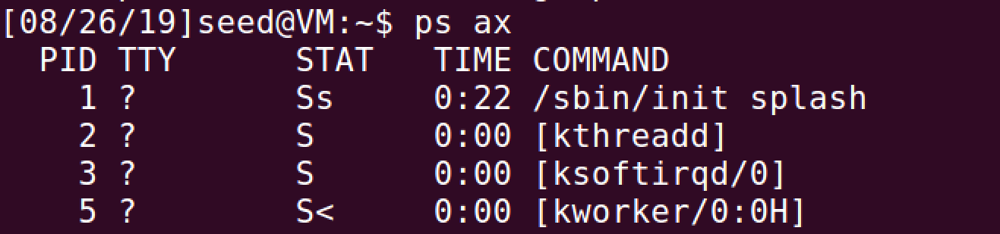 [08/26/19]seed@VM:~$ ps ax
  PID TTY      STAT   TIME COMMAND
    1 ?        Ss     0:22 /sbin/init splash
    2 ?        S      0:00 [kthreadd]
    3 ?        S      0:00 [ksoftirqd/0]
    5 ?        S<     0:00 [kworker/0:0H]